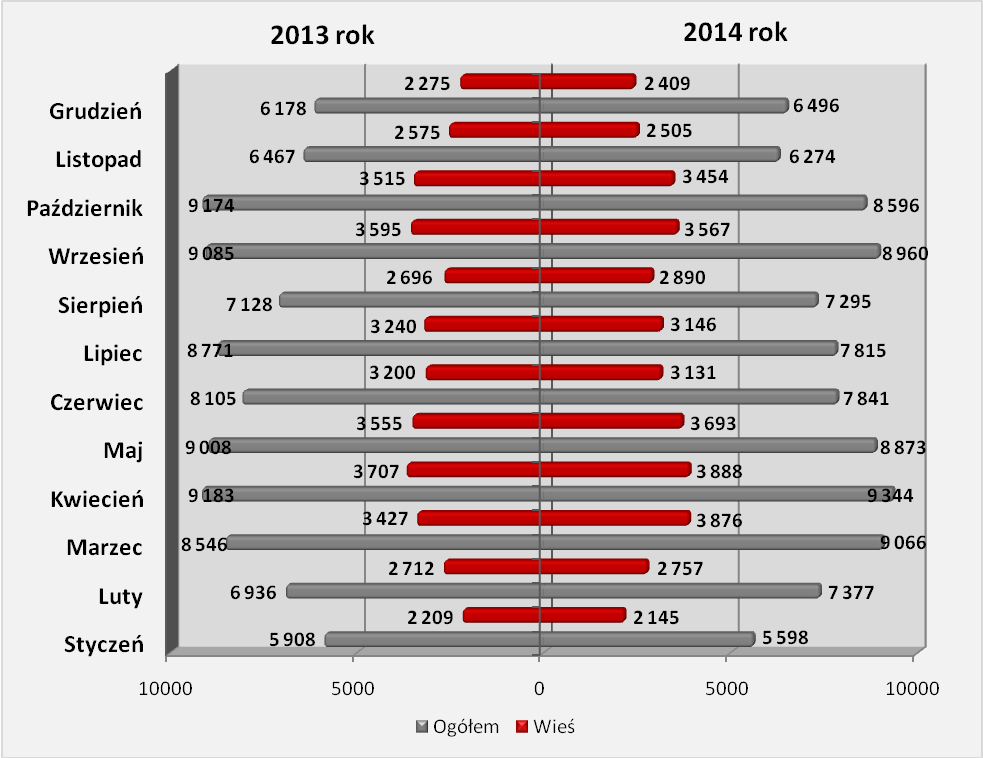 2013 rok 2014 rok
2 275 2 409
Grudzień 6 178 6 496
2 575 2 505
Listopad 6 467 6 274
3 515 3 454
Październik 9 174 8 596
3 595 3 567
Wrzesień 9 085 8 960
2 696 2 890
Sierpień 7 128 7 295
3 240 3 146
Lipiec 8 771 7 815
3 200 3 131
Czerwiec 8 105 7 841
3 555 3 693
Maj 9 008 8 873
3 707 3 888
Kwiecień 9 183 9 344
3 427 3 876
Marzec 8 546 9 066
2 712 2 757
Luty 6 936 7 377
2 209 2 145
Styczeń 5 908 5 598
10000 5000 0 5000 10000
Ogółem Wieś